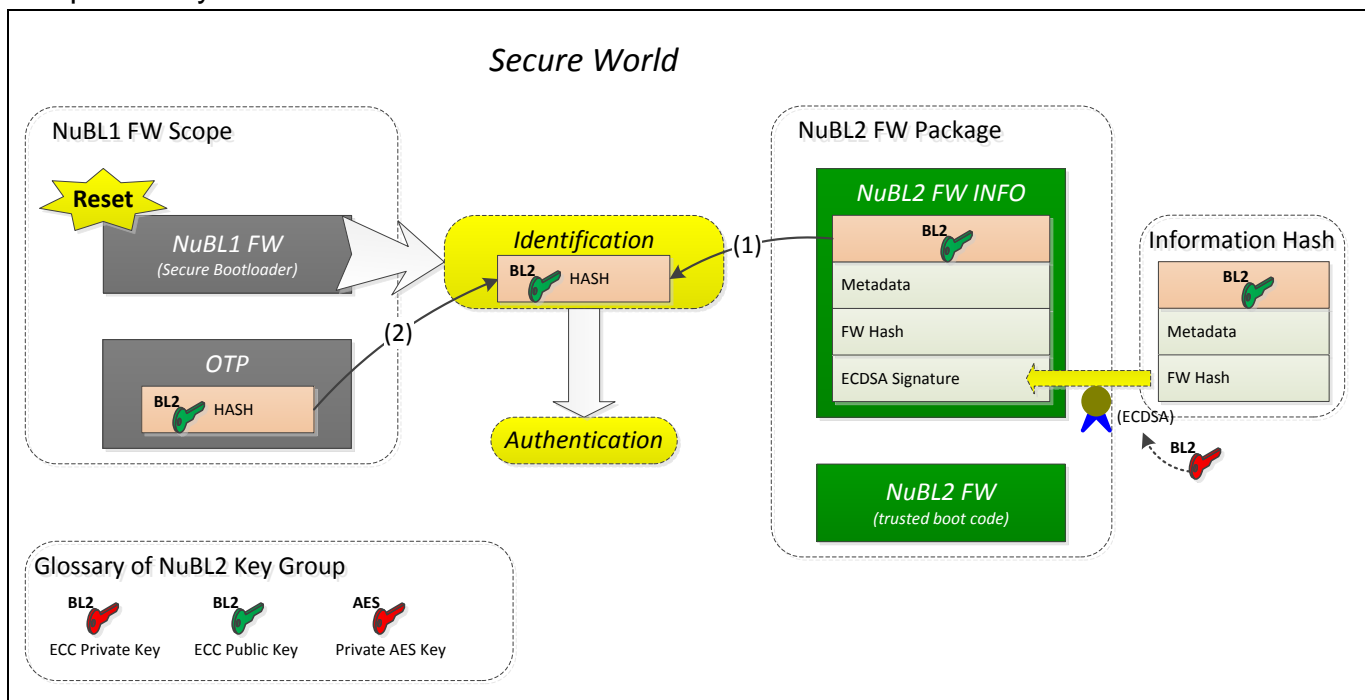 Secure World
NuBL1 FW Scope
Reset
NuBL1 FW
(Secure Bootloader)
OTP
BL2
HASH
(2)
Identification
BL2
HASH
(1)
Authentication
NuBL2 FW Package
NuBL2 FW INFO
BL2
Metadata
FW Hash
ECDSA Signature
NuBL2 FW
(trusted boot code)
Information Hash
BL2
Metadata
FW Hash
(ECDSA)
BL2
Glossary of NuBL2 Key Group
BL2 BL2 AES
ECC Private Key ECC Public Key Private AES Key